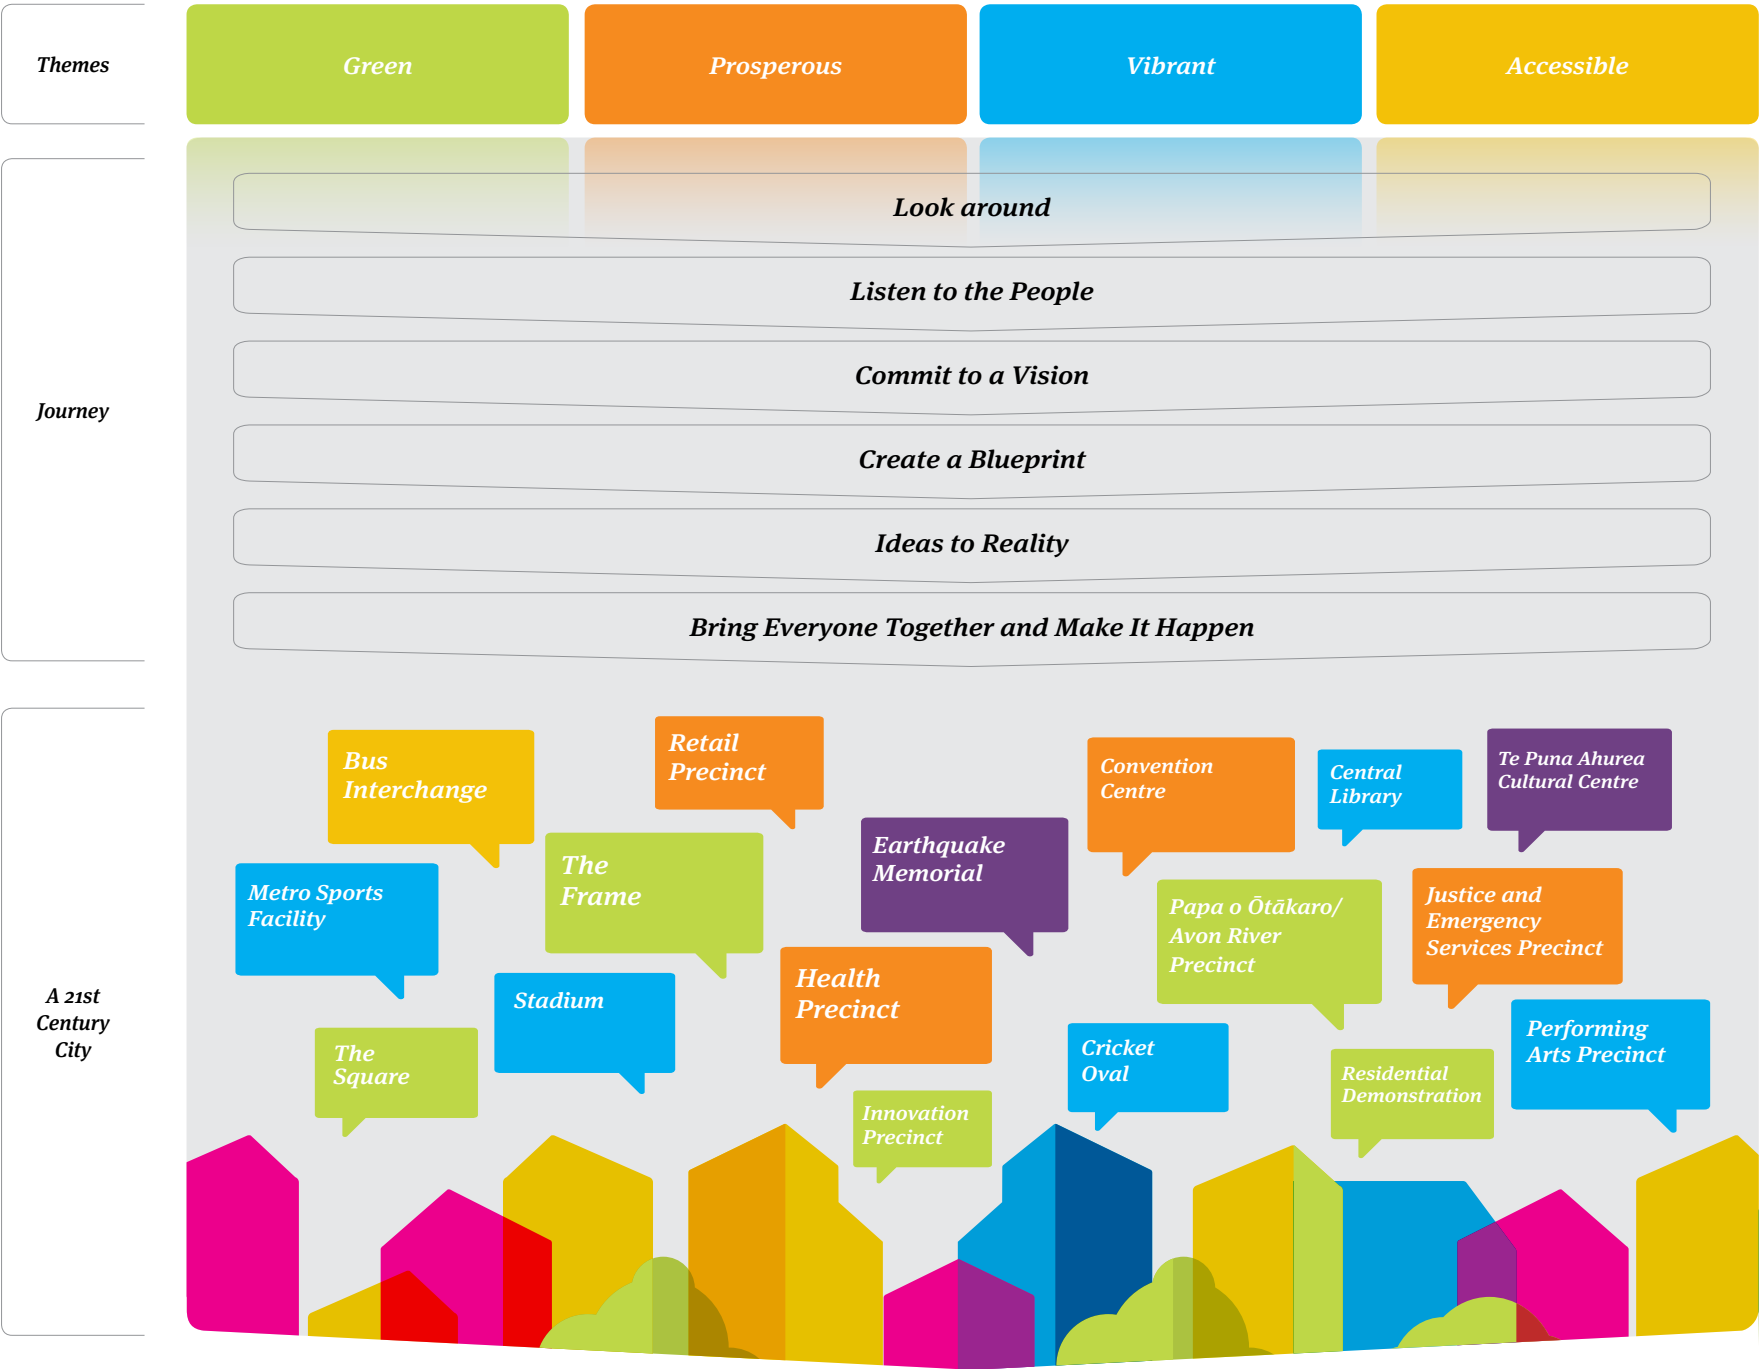 Themes
Green
Prosperous
Vibrant
Accessible
Journey
Look around
Listen to the People
Commit to a Vision
Create a Blueprint
Ideas to Reality
Bring Everyone Together and Make It Happen
A 21st
Century
City
Bus
Interchange
Retail
Precinct
Convention
Centre
Central
Library
Te Puna Ahurea
Cultural Centre
Metro Sports
Facility
The
Frame
Earthquake
Memorial
Papa o Ōtākaro/
Avon River
Precinct
Justice and
Emergency
Services Precinct
Stadium
Health
Precinct
The
Square
Cricket
Oval
Performing
Arts Precinct
Innovation
Precinct
Residential
Demonstration